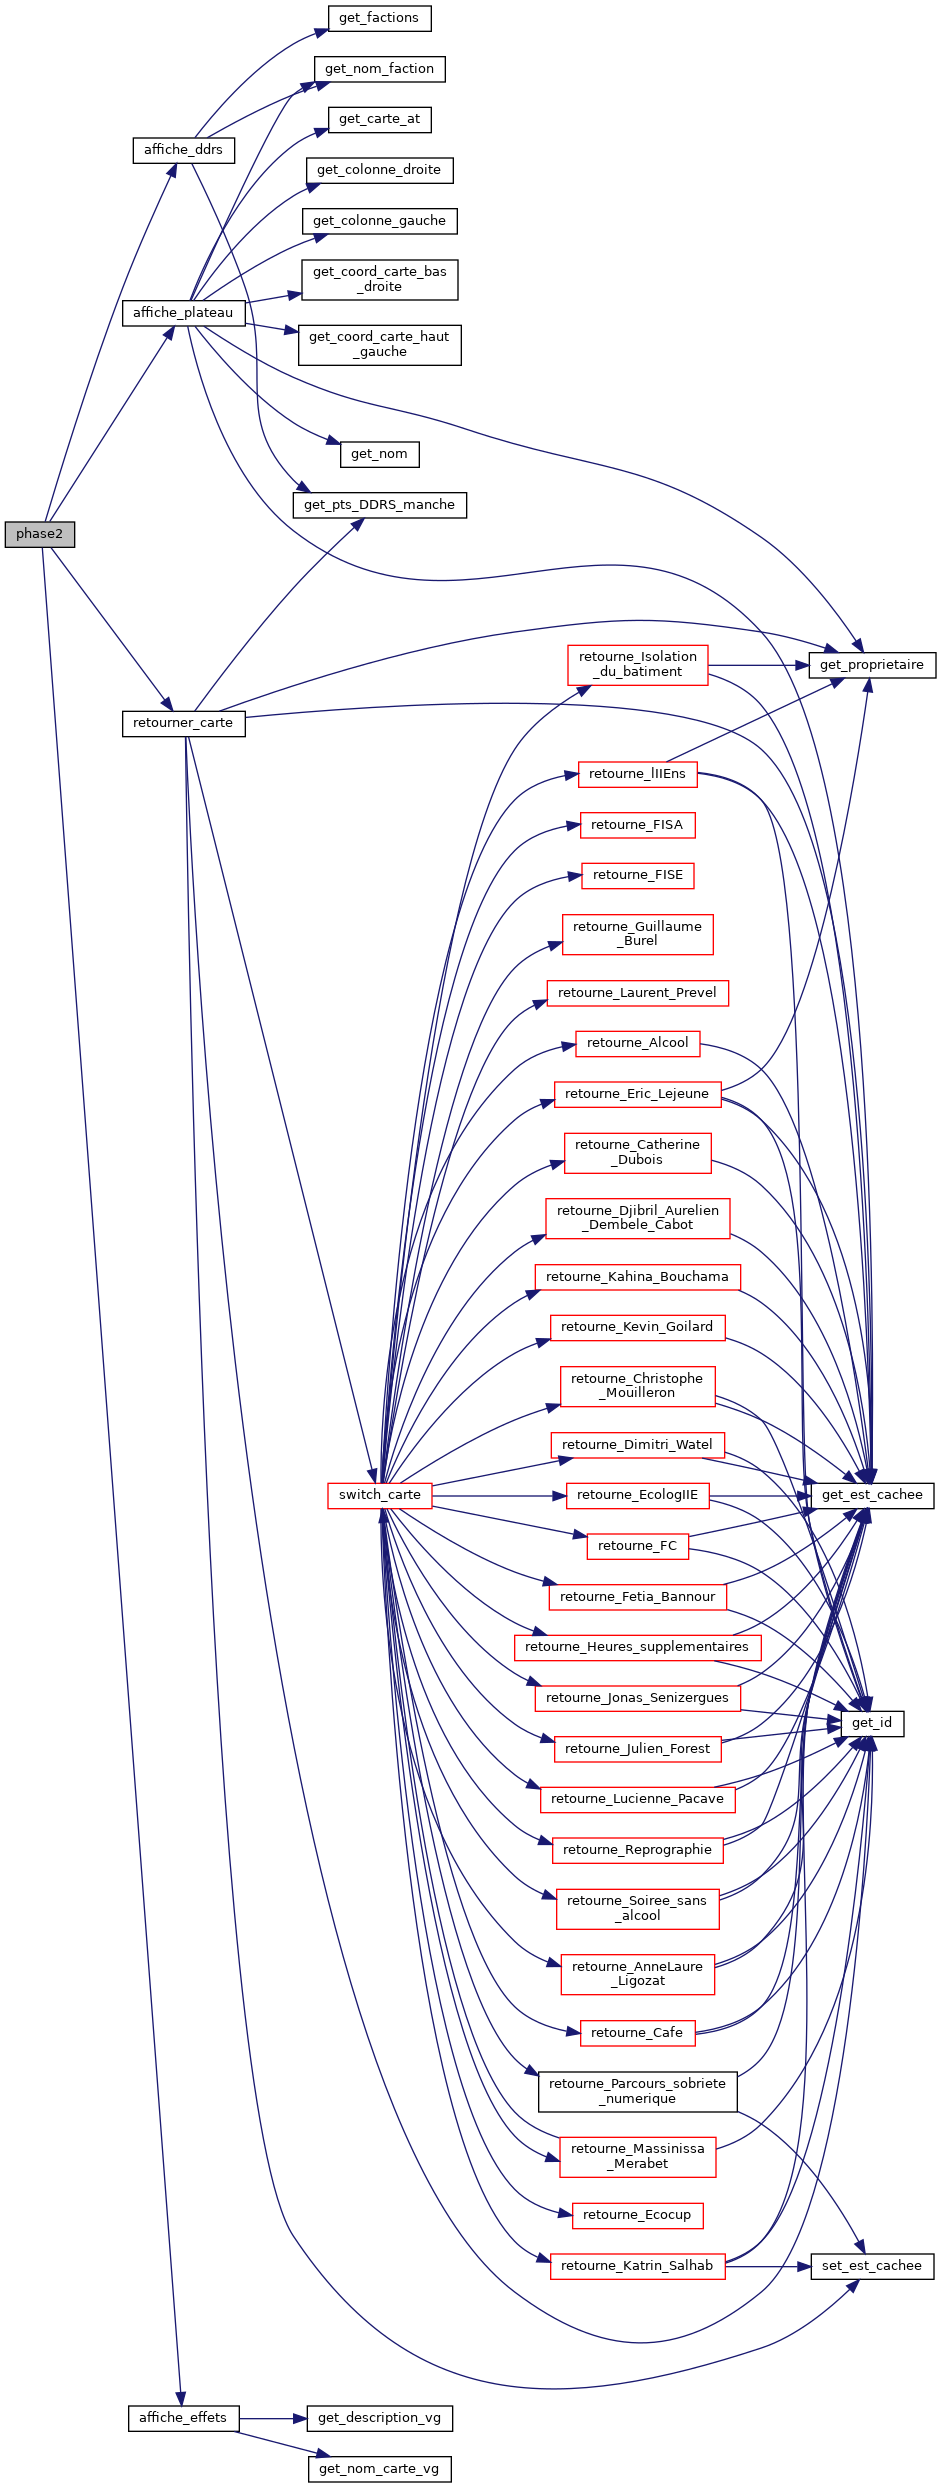 get_factions
get_nom_faction
get_carte_at
affiche_ddrs
get_colonne_droite
get_colonne_gauche
get_coord_carte_bas
_droite
affiche_plateau
get_coord_carte_haut
_gauche
get_nom
get_pts_DDRS_manche
phase2
retourne_Isolation
_du_batiment
get_proprietaire
retourner_carte
retourne_lIIEns
retourne_FISA
retourne_FISE
retourne_Guillaume
_Burel
retourne_Laurent_Prevel
retourne_Alcool
retourne_Eric_Lejeune
retourne_Catherine
_Dubois
retourne_Djibril_Aurelien
_Dembele_Cabot
retourne_Kahina_Bouchama
retourne_Kevin_Goilard
retourne_Christophe
_Mouilleron
retourne_Dimitri_Watel
switch_carte
retourne_EcologIIE
get_est_cachee
retourne_FC
retourne_Fetia_Bannour
retourne_Heures_supplementaires
retourne_Jonas_Senizergues
get_id
retourne_Julien_Forest
retourne_Lucienne_Pacave
retourne_Reprographie
retourne_Soiree_sans
_alcool
retourne_AnneLaure
_Ligozat
retourne_Cafe
retourne_Parcours_sobriete
_numerique
retourne_Massinissa
_Merabet
retourne_Ecocup
retourne_Katrin_Salhab
set_est_cachee
affiche_effets
get_description_vg
get_nom_carte_vg